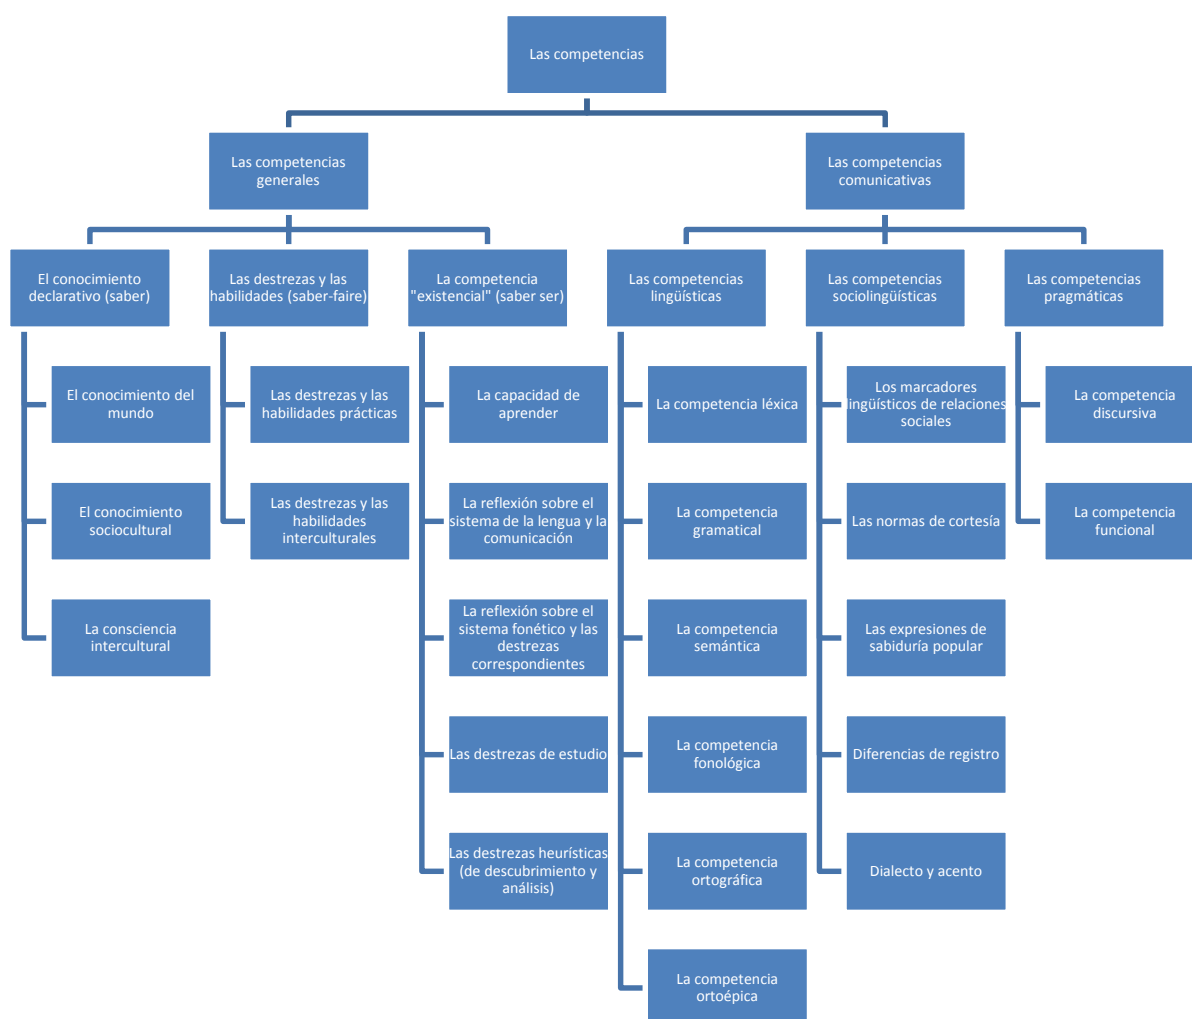 Las competencias
Las competencias
generales
Las competencias
comunicativas
El conocimiento
declarativo (saber)
Las destrezas y las
habilidades (saber-faire)
La competencia
"existencial" (saber ser)
Las competencias
lingüísticas
Las competencias
sociolingüísticas
Las competencias
pragmáticas
El conocimiento del
mundo
El conocimiento
sociocultural
La consciencia
intercultural
Las destrezas y las
habilidades prácticas
Las destrezas y las
habilidades
interculturales
La capacidad de
aprender
La reflexión sobre el
sistema de la lengua y la
comunicación
La reflexión sobre el
sistema fonético y las
destrezas
correspondientes
Las destrezas de estudio
Las destrezas heurísticas
(de descubrimiento y
análisis)
La competencia léxica
La competencia
gramatical
La competencia
semántica
La competencia
fonológica
La competencia
ortográfica
La competencia
ortoépica
Los marcadores
lingüísticos de relaciones
sociales
Las normas de cortesía
Las expresiones de
sabiduría popular
Diferencias de registro
Dialecto y acento
La competencia
discursiva
La competencia
funcional